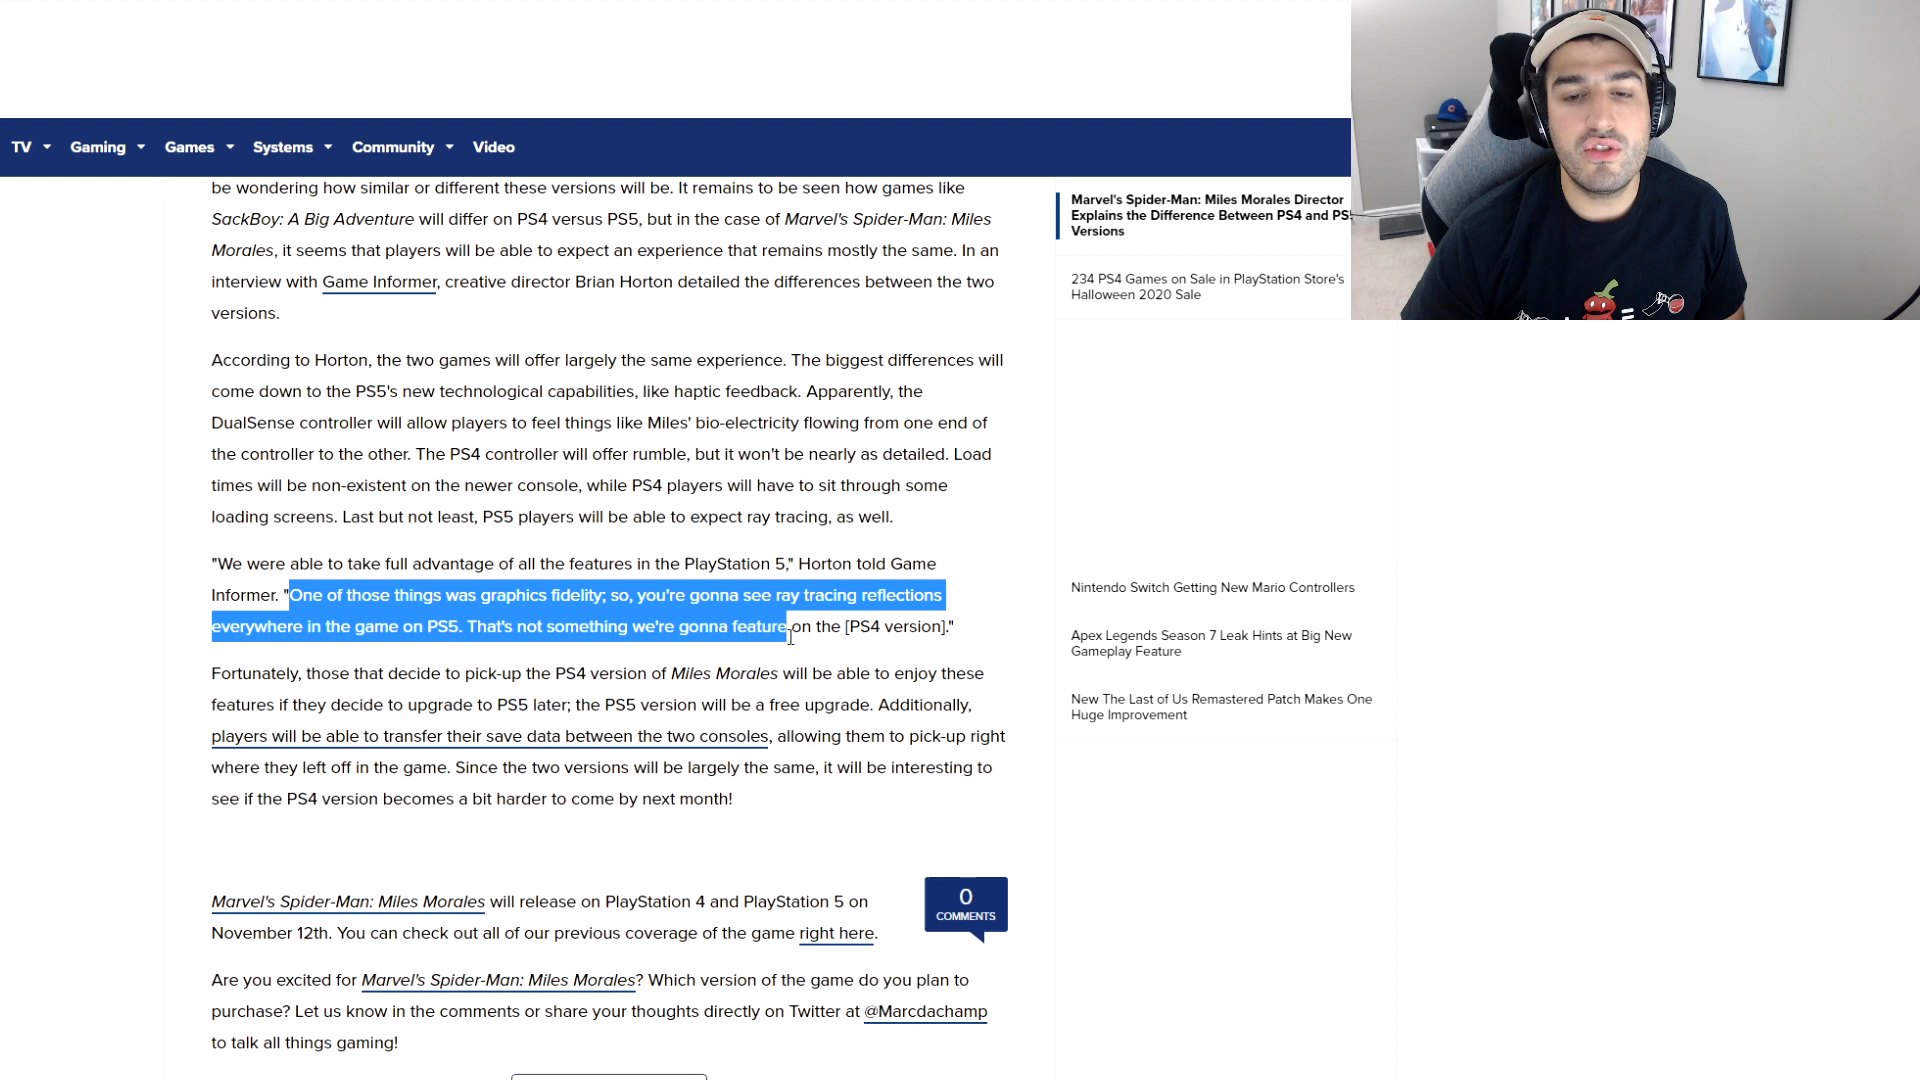 TV Gaming Games Systems Community Video
be wondering how similar or different these versions will be. It remains to be seen how games like
SackBoy: A Big Adventure will differ on PS4 versus PS5, but in the case of Marvel's Spider-Man: Miles
Morales, it seems that players will be able to expect an experience that remains mostly the same. In an
interview with Game Informer, creative director Brian Horton detailed the differences between the two
versions.
According to Horton, the two games will offer largely the same experience. The biggest differences will
come down to the PS5's new technological capabilities, like haptic feedback. Apparently, the
DualSense controller will allow players to feel things like Miles' bio-electricity flowing from one end of
the controller to the other. The PS4 controller will offer rumble, but it won't be nearly as detailed. Load
times will be non-existent on the newer console, while PS4 players will have to sit through some
loading screens. Last but not least, PS5 players will be able to expect ray tracing, as well.
"We were able to take full advantage of all the features in the PlayStation 5," Horton told Game
Informer. "One of those things was graphics fidelity; so, you're gonna see ray tracing reflections
everywhere in the game on PS5. That's not something we're gonna feature on the [PS4 version]."
Fortunately, those that decide to pick-up the PS4 version of Miles Morales will be able to enjoy these
features if they decide to upgrade to PS5 later; the PS5 version will be a free upgrade. Additionally,
players will be able to transfer their save data between the two consoles, allowing them to pick-up right
where they left off in the game. Since the two versions will be largely the same, it will be interesting to
see if the PS4 version becomes a bit harder to come by next month!
Marvel's Spider-Man: Miles Morales will release on PlayStation 4 and PlayStation 5 on
November 12th. You can check out all of our previous coverage of the game right here.
0
COMMENTS
Are you excited for Marvel's Spider-Man: Miles Morales? Which version of the game do you plan to
purchase? Let us know in the comments or share your thoughts directly on Twitter at @Marcdachamp
to talk all things gaming!
Marvel's Spider-Man: Miles Morales Director
Explains the Difference Between PS4 and PS5
Versions
234 PS4 Games on Sale in PlayStation Store's
Halloween 2020 Sale
Nintendo Switch Getting New Mario Controllers
Apex Legends Season 7 Leak Hints at Big New
Gameplay Feature
New The Last of Us Remastered Patch Makes One
Huge Improvement